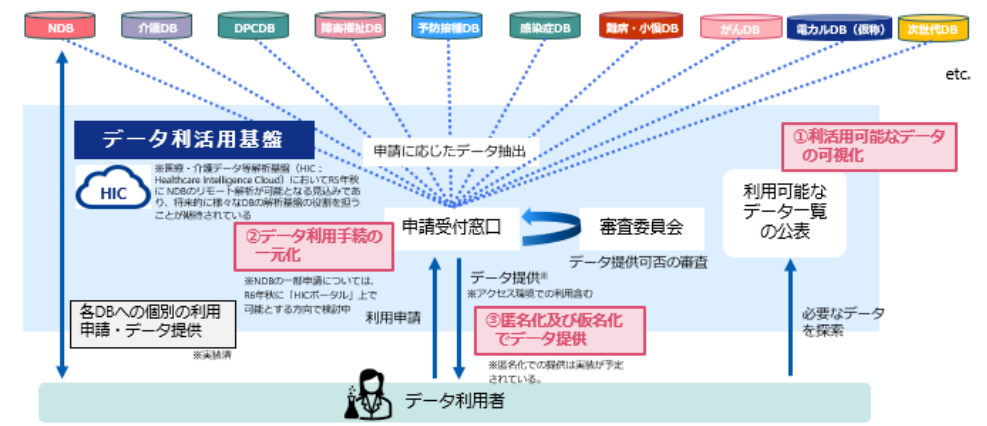 NDB
介護DB
DPCDB
障害福祉DB
予防接種DB
感染症DB
難病・小慢DB
がんDB
電カルDB（仮称）
次世代DB
etc.
データ利活用基盤
HIC
※医療・介護データ等解析基盤（HIC：
Healthcare Intelligence Cloud）においてR5年秋
に NDBのリモート解析が可能となる見込みであ
り、将来的に様々なDBの解析基盤の役割を担う
ことが期待されている
申請に応じたデータ抽出
①利活用可能なデータ
の可視化
利用可能な
データ一覧
の公表
申請受付窓口
審査委員会
データ提供可否の審査
②データ利用手続の
一元化
※NDBの一部申請については、
R6年秋に「HICポータル」上で
可能とする方向で検討中
データ提供※
※アクセス環境での利用含む
利用申請
③匿名化及び仮名化
でデータ提供
※匿名化での提供は実装が予定
されている。
各DBへの個別の利用
申請・データ提供
※実装済
必要なデータ
を探索
データ利用者